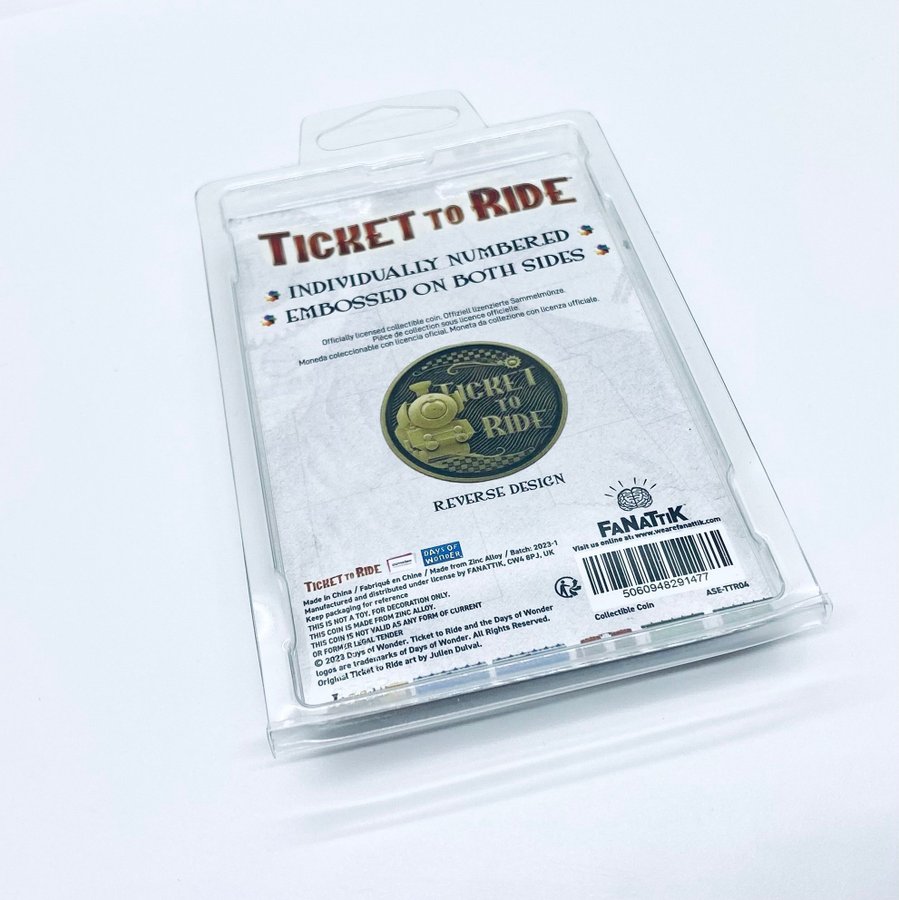 TICKET TO RIDE
INDIVIDUALLY NUMBERED
EMBOSSED ON BOTH SIDES
Officially licensed collectible coin. Offiziell lizenzierte Sammelmünze.
Pièce de collection sous licence officielle.
Moneda coleccionable con licencia oficial. Moneta da collezione con licenza ufficiale.
TICKET
TO
RIDE
REVERSE DESIGN
FANATTIK
Visit us online at: www.wearefanattik.com
5060948291477
Collectible Coin ASE-TTR04
TICKET TO RIDE DAYS OF WONDER
Made in China / Fabriqué en China / Made from Zinc Alloy / Batch: 2023-1
Manufactured and distributed under license by FANATTIK, CW4 8PJ, UK
Keep packaging for reference
THIS IS NOT A TOY. FOR DECORATION ONLY.
THIS COIN IS MADE FROM ZINC ALLOY.
THIS COIN IS NOT VALID AS ANY FORM OF CURRENT
OR FORMER LEGAL TENDER
© 2023 Days of Wonder. Ticket to Ride and the Days of Wonder
logos are trademarks of Days of Wonder. All Rights Reserved.
Original Ticket to Ride art by Julien Delval.